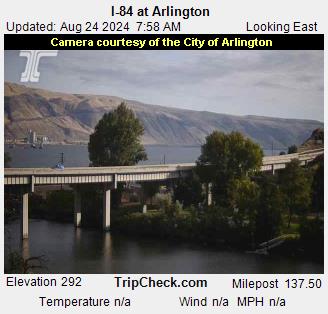 I-84 at Arlington
Updated: Aug 24 2024 7:58 AM Looking East
Camera courtesy of the City of Arlington
Elevation 292 TripCheck.com Milepost 137.50
Temperature n/a Wind n/a MPH n/a